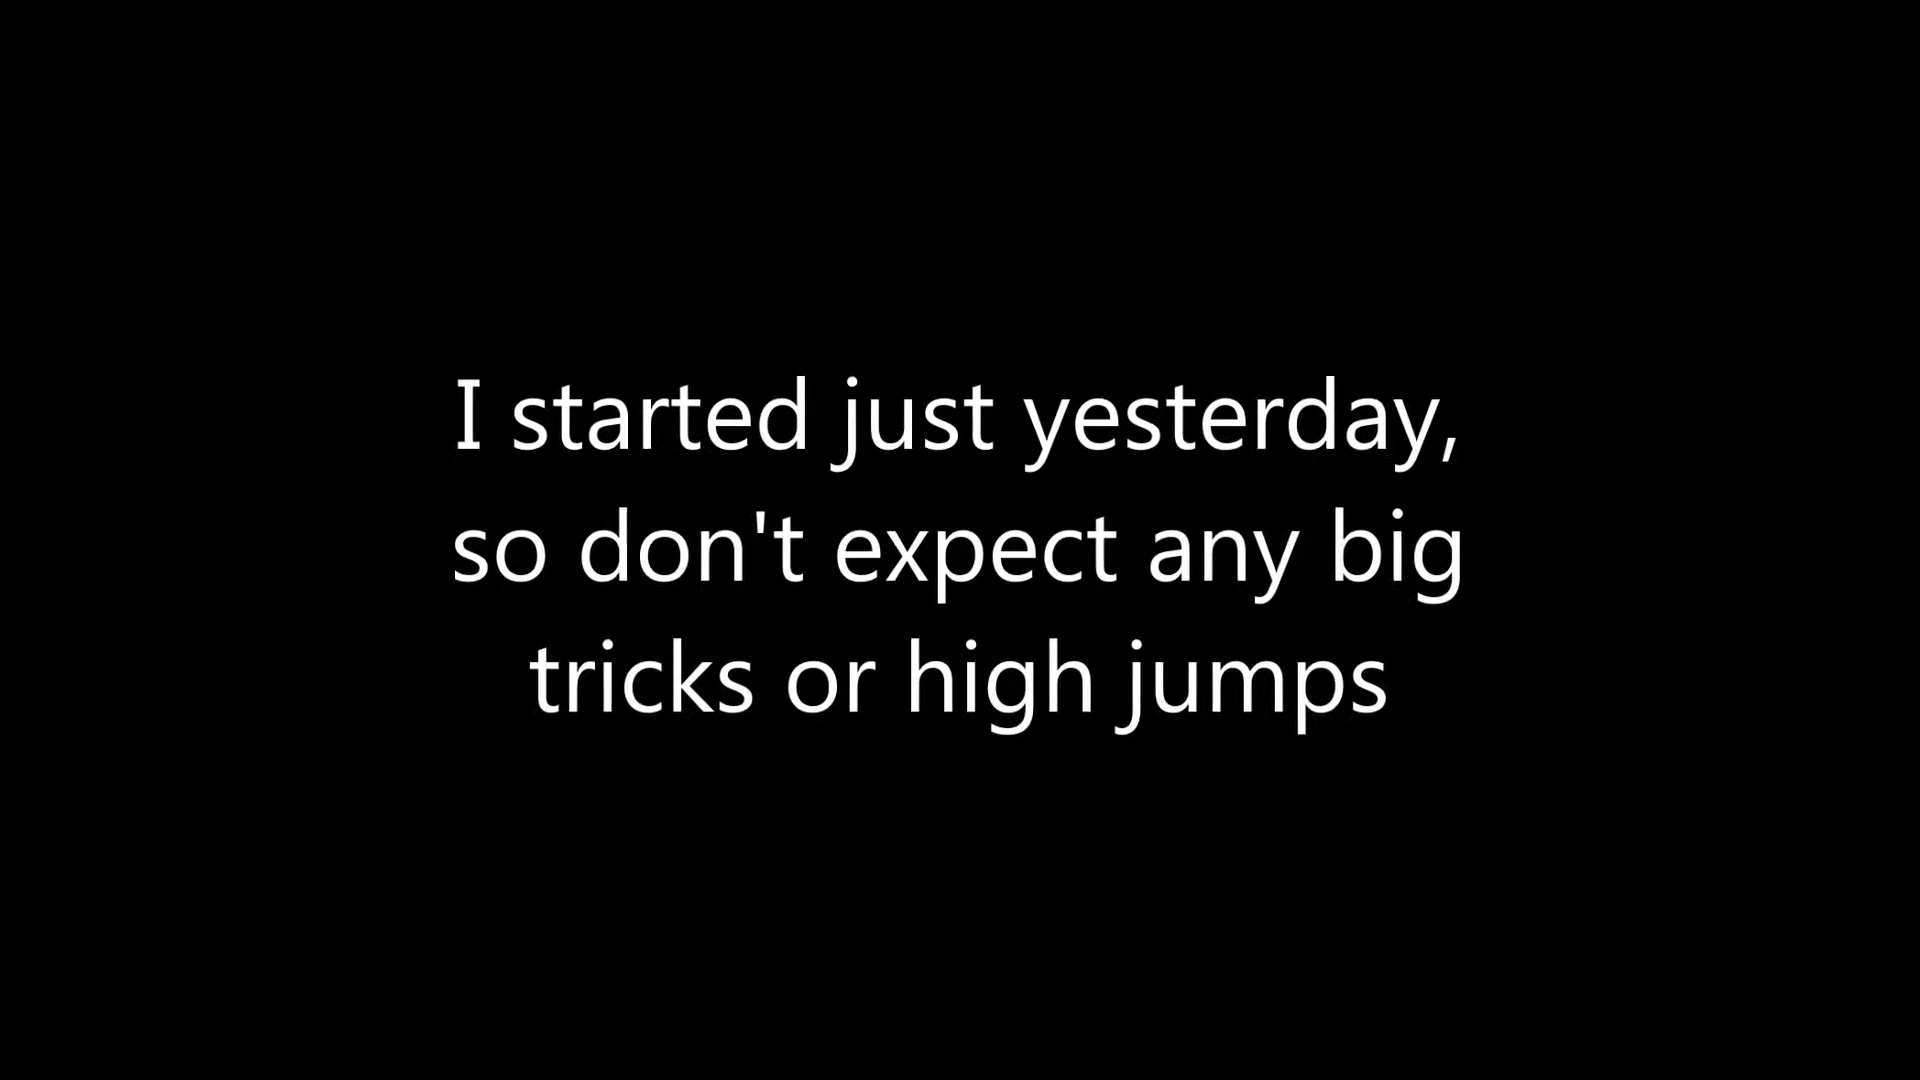 I started just yesterday,
so don't expect any big
tricks or high jumps